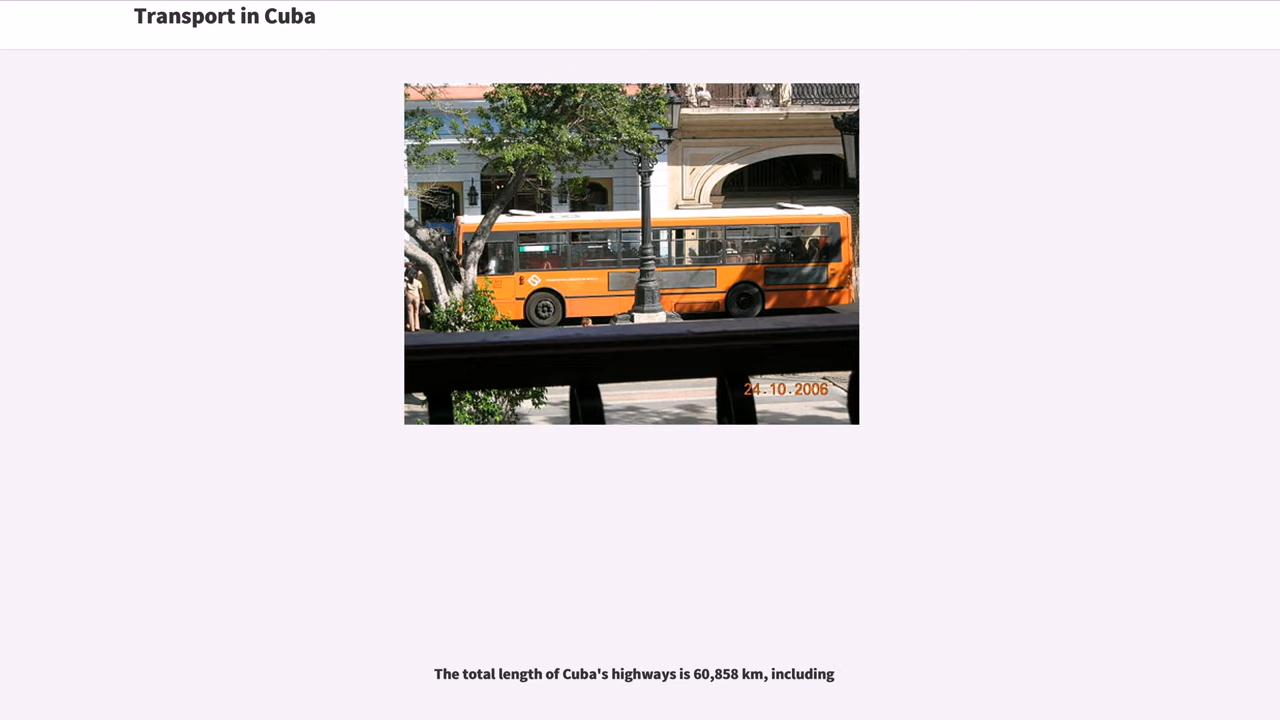 Transport in Cuba
24.10.2006
The total length of Cuba's highways is 60,858 km, including